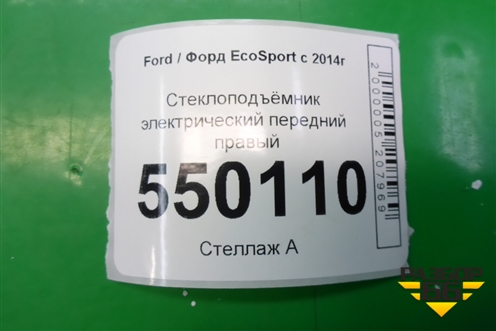 Ford / Форд EcoSport с 2014г
Стеклоподъёмник
электрический передний
правый
550110
Стеллаж А
2000005207969